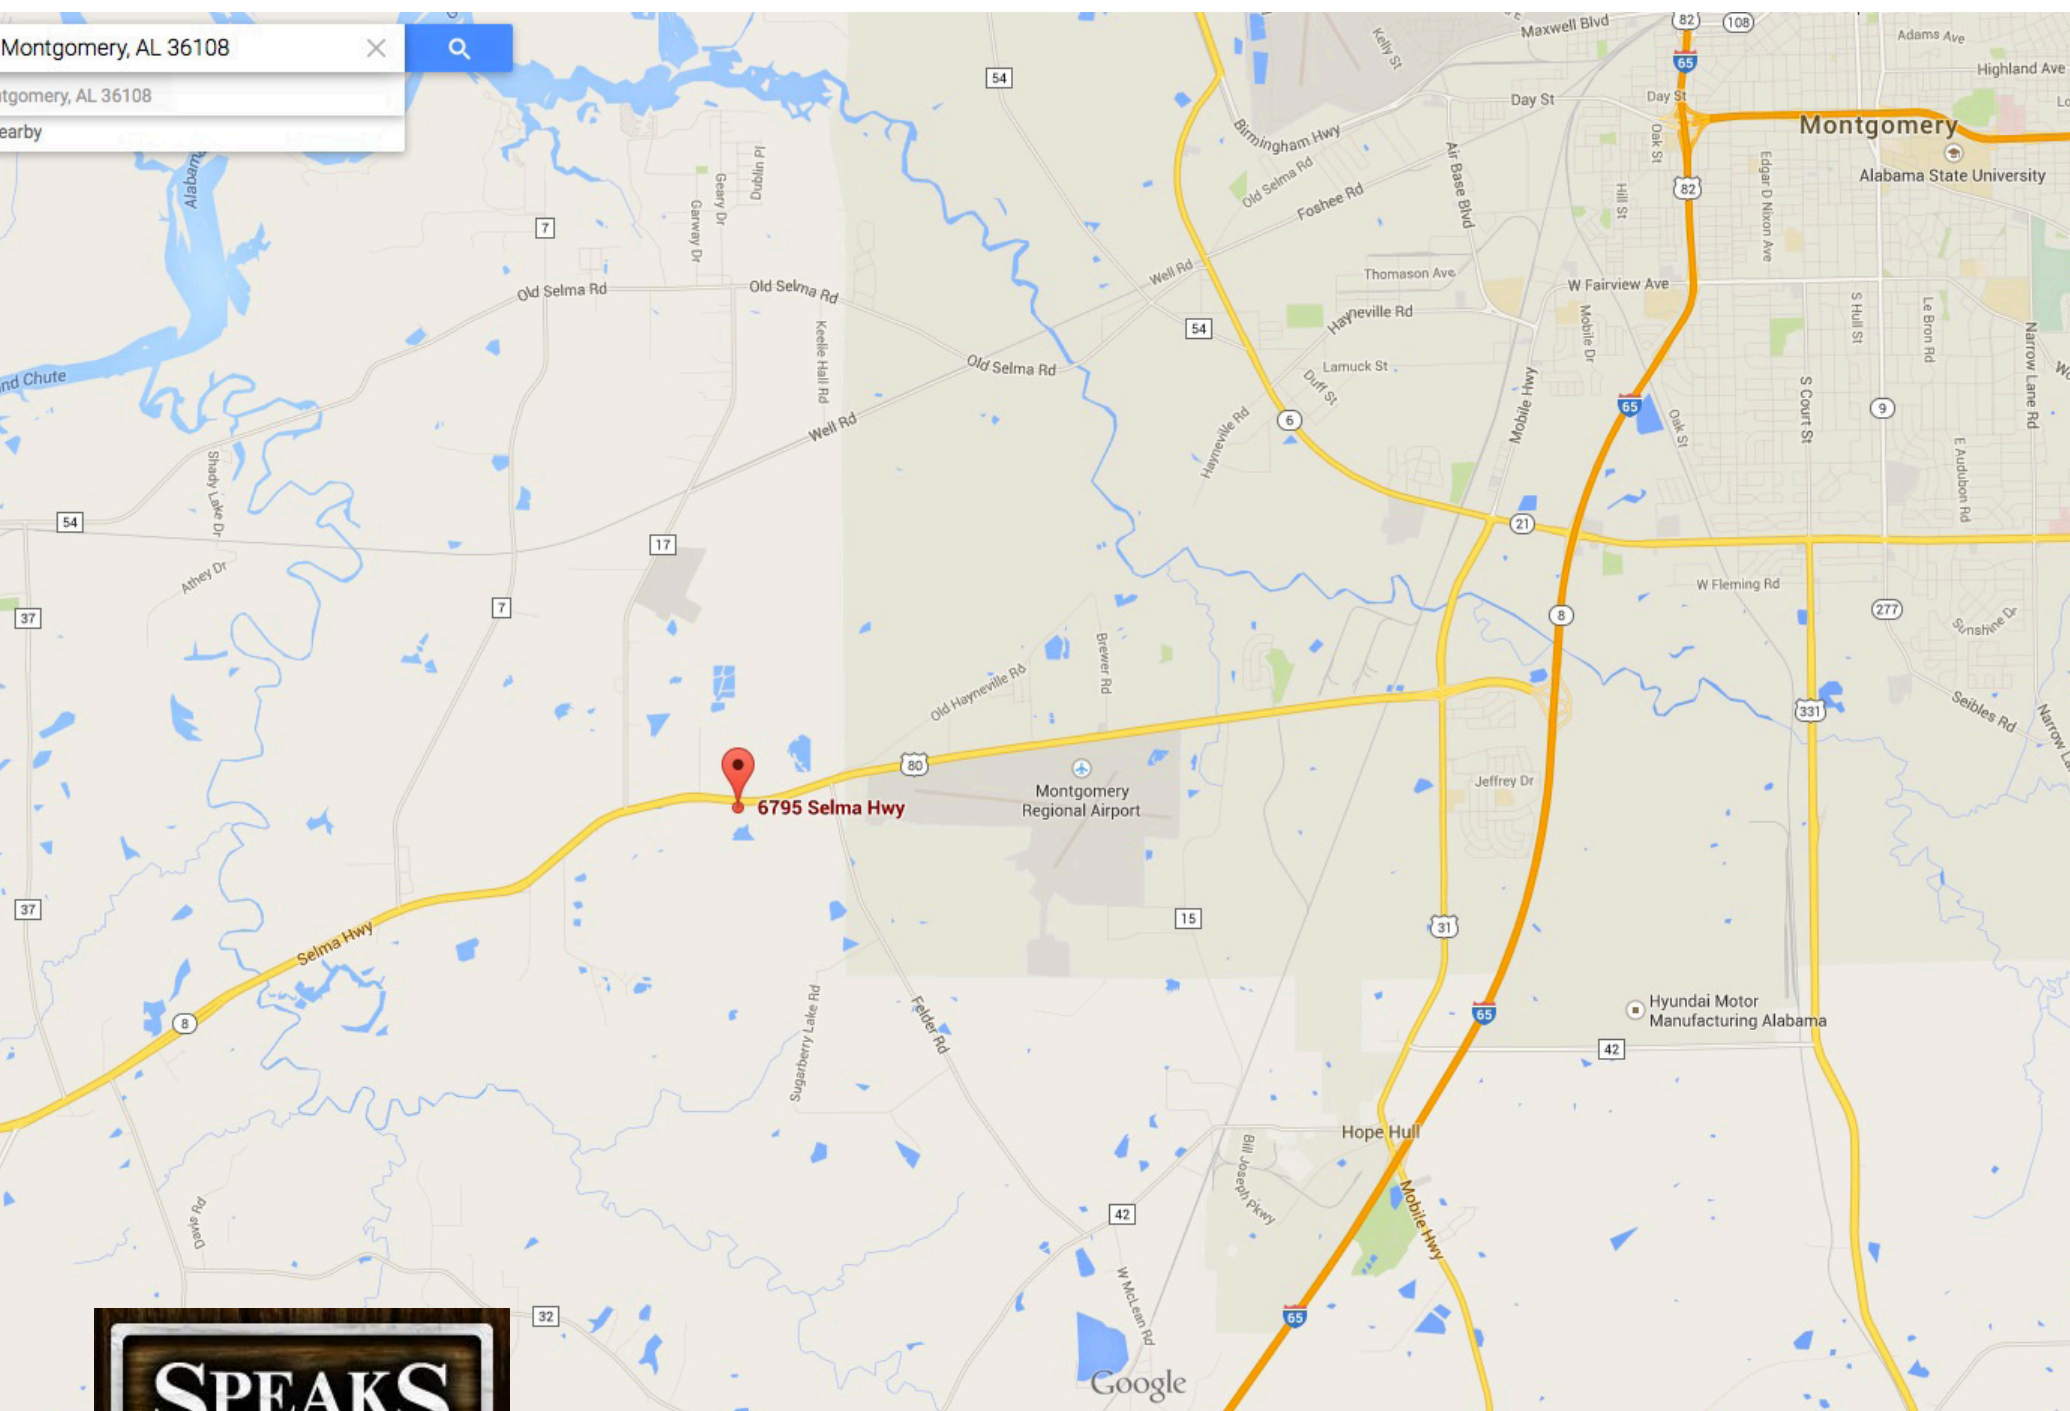 Montgomery, AL 36108
tgomery, AL 36108
earby
Alabama
nd Chute
54
7
Garway Dr
Geary Dr
Dublin Pl
Old Selma Rd
Old Selma Rd
Keelie Hall Rd
Well Rd
Old Selma Rd
Well Rd
54
Birmingham Hwy
Old Selma Rd
Foshee Rd
Kelly St
Air Base Blvd
Maxwell Blvd
82
108
65
Adams Ave
Highland Ave
Day St
Day St
Oak St
Montgomery
Alabama State University
82
Hill St
Edgar D Nixon Ave
Thomason Ave
Hayneville Rd
W Fairview Ave
Mobile Dr
S Hull St
Le Bron Rd
Narrow Lane Rd
Lamuck St
Duff St
Hayneville Rd
6
Mobile Hwy
65
Oak St
S Court St
9
E Audubon Rd
Shady Lake Dr
54
Athey Dr
37
7
17
21
W Fleming Rd
8
277
Sunshine Dr
Seibles Rd
331
Old Hayneville Rd
Brewer Rd
80
Montgomery
Regional Airport
Jeffrey Dr
6795 Selma Hwy
37
Selma Hwy
8
15
31
65
Hyundai Motor
Manufacturing Alabama
42
Sugarberry Lake Rd
Felder Rd
Hope Hull
Bill Joseph Pkwy
Mobile Hwy
42
W McLean Rd
Davis Rd
32
65
Google
SPEAKS